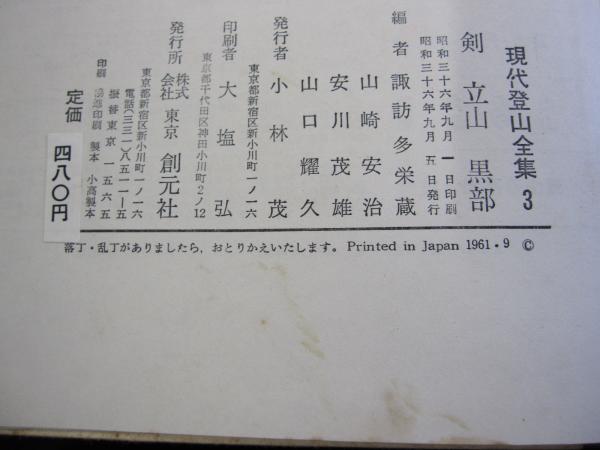 現代登山全集 3
剣 立山 黒部
昭和三十六年九月 一日印刷
昭和三十六年九月 五日発行
編者 諏訪多栄蔵
山崎安治
安川茂雄
山口耀久
発行者 小林茂
東京都新宿区新小川町一ノ一六
印刷者 大塩弘
東京都千代田区神田小川町2ノ12
発行所 株式会社 東京 創元社
東京都新宿区新小川町一ノ一六
電話(三三一)八五一一―五
振替東京 一五六五
印刷 印刷 製本 小高製本
定価 四八〇円
落丁・乱丁がありましたら、おとりかえいたします。 Printed in Japan 1961・9 ©